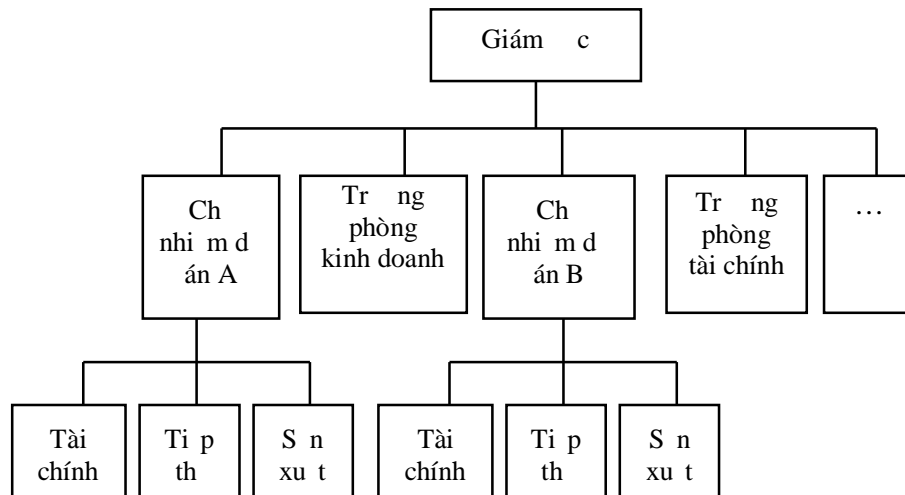 Giám c
Ch
nhi m d
án A
Tr ng
phòng
kinh doanh
Ch
nhi m d
án B
Tr ng
phòng
tài chính
…
Tài
chính
Ti p
th
S n
xu t
Tài
chính
Ti p
th
S n
xu t